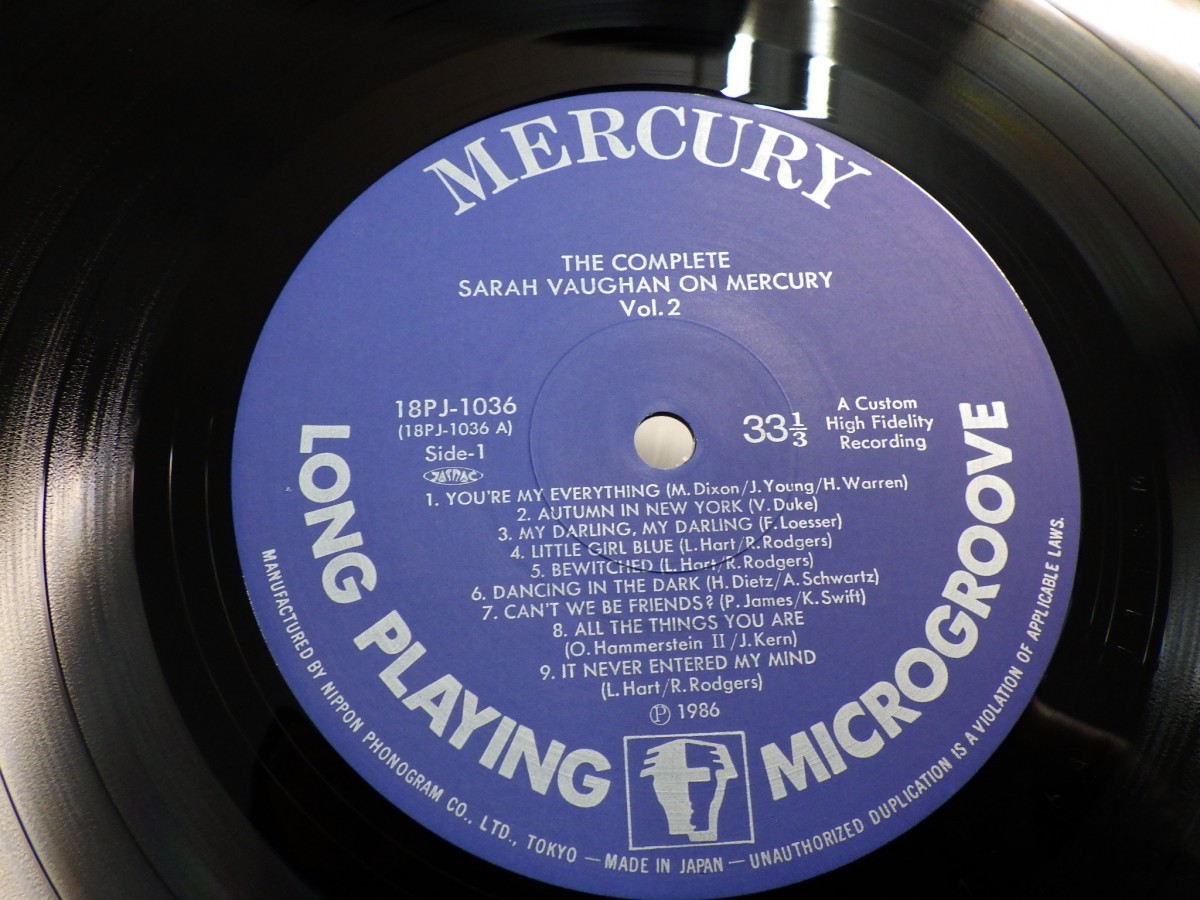 MERCURY
THE COMPLETE
SARAH VAUGHAN ON MERCURY
Vol. 2
18PJ-1036
(18PJ-1036 A)
Side-1
JASRAC
33⅓
A Custom
High Fidelity
Recording
1. YOU'RE MY EVERYTHING (M. Dixon/J. Young/H. Warren)
2. AUTUMN IN NEW YORK (V. Duke)
3. MY DARLING, MY DARLING (F. Loesser)
4. LITTLE GIRL BLUE (L. Hart/R. Rodgers)
5. BEWITCHED (L. Hart/R. Rodgers)
6. DANCING IN THE DARK (H. Dietz/A. Schwartz)
7. CAN'T WE BE FRIENDS? (P. James/K. Swift)
8. ALL THE THINGS YOU ARE
(O. Hammerstein II/J. Kern)
9. IT NEVER ENTERED MY MIND
(L. Hart/R. Rodgers)
Ⓟ 1986
LONG PLAYING MICROGROOVE
MANUFACTURED BY NIPPON PHONOGRAM CO., LTD., TOKYO — MADE IN JAPAN — UNAUTHORIZED DUPLICATION IS A VIOLATION OF APPLICABLE LAWS.